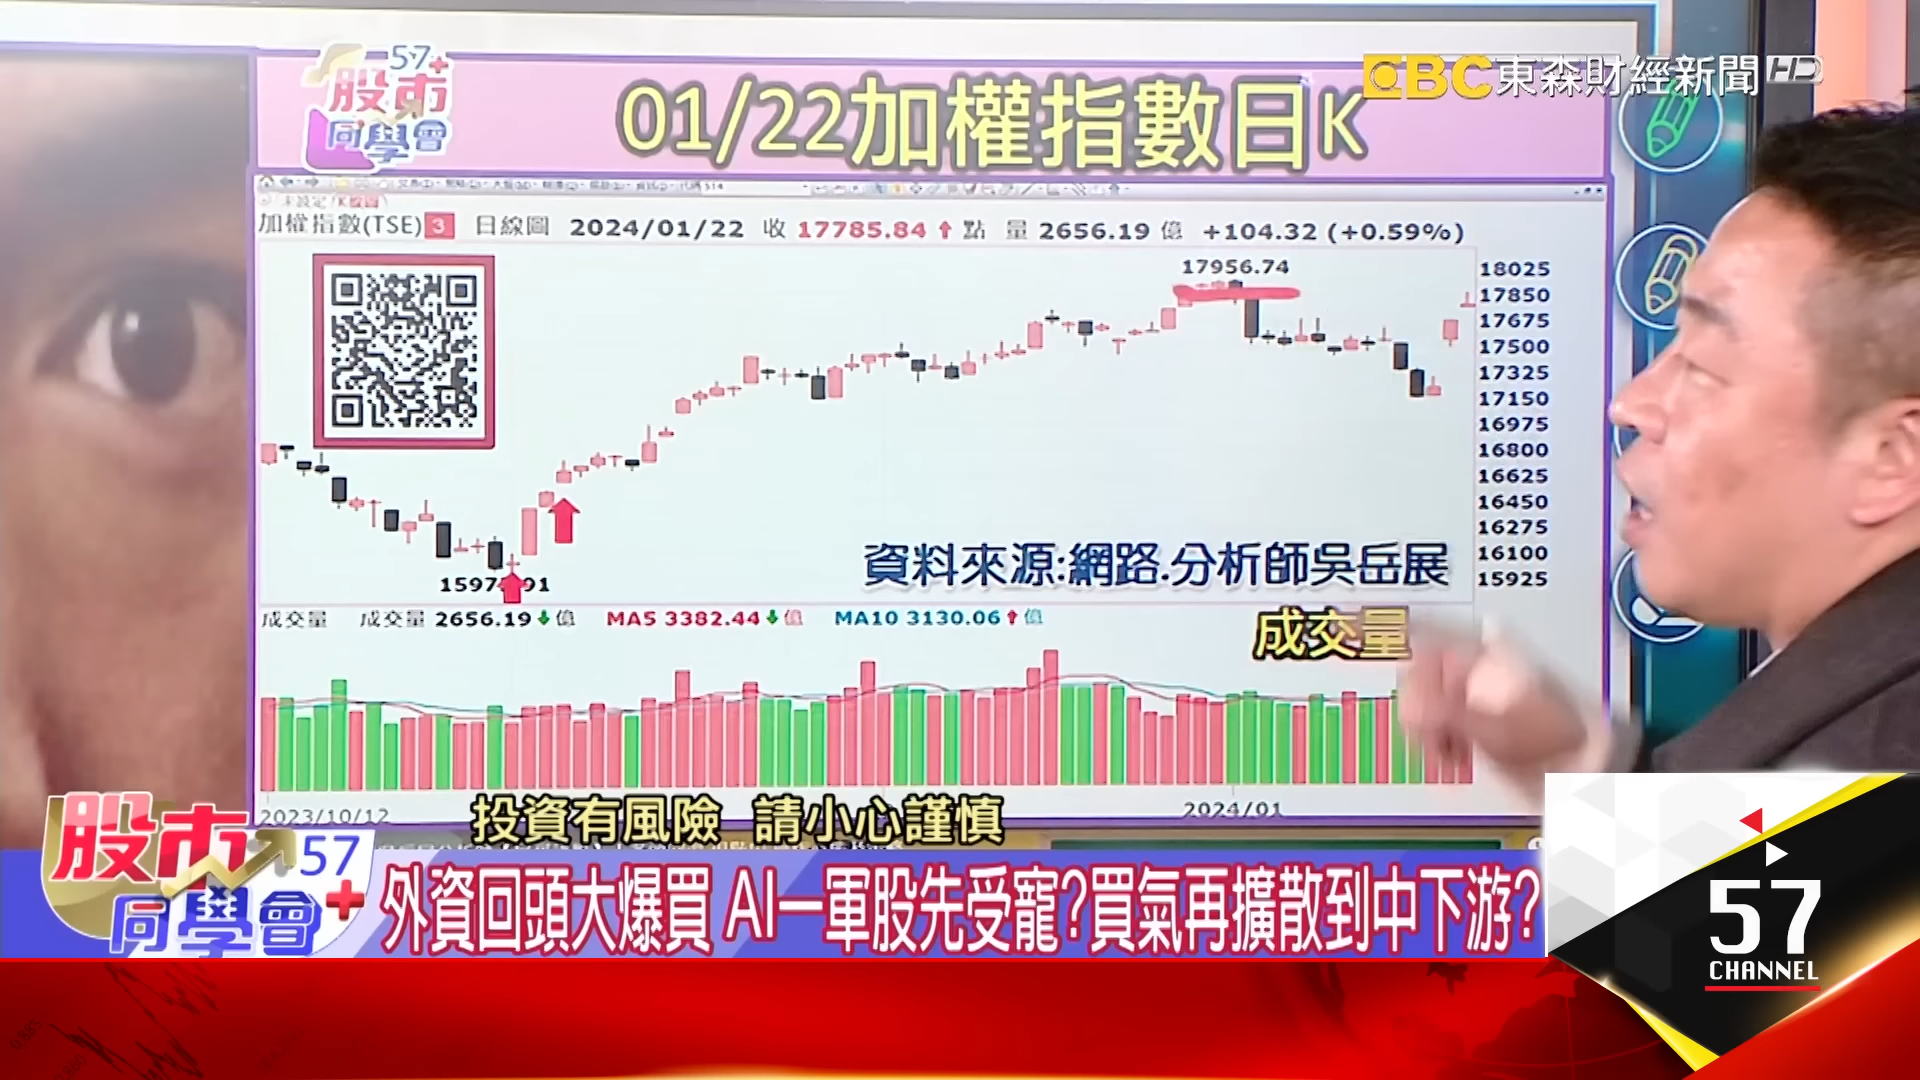 57+
股市
同學會
01/22加權指數日K
EBC東森財經新聞HD
加權指數(TSE) 3 日線圖 2024/01/22 收 17785.84 ↑ 點 量 2656.19 億 +104.32 (+0.59%)
17956.74
18025
17850
17675
17500
17325
17150
16975
16800
16625
16450
16275
16100
15925
資料來源:網路.分析師吳岳展
成交量 成交量 2656.19 ↓ 億 MA5 3382.44 ↓ 億 MA10 3130.06 ↑ 億
成交量
2023/10/12
2024/01
投資有風險 請小心謹慎
股市57
同學會+
外資回頭大爆買 AI一軍股先受寵?買氣再擴散到中下游?
57
CHANNEL